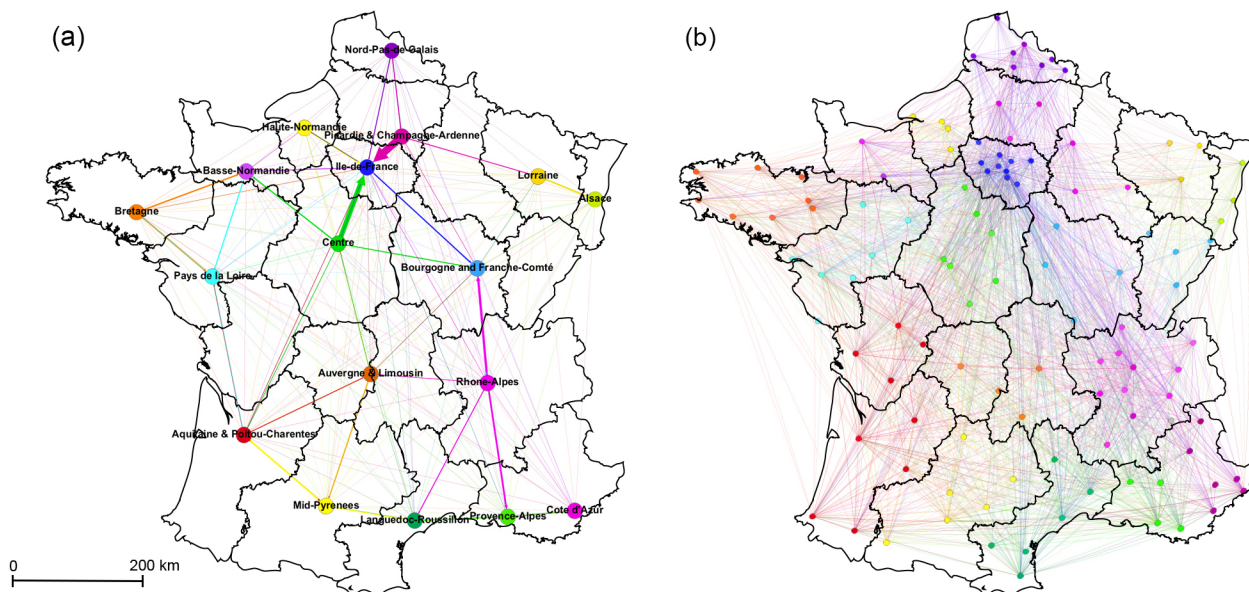 (a)
(b)
Nord-Pas-de-Calais
Haute-Normandie
Picardie & Champagne-Ardenne
Basse-Normandie
Ile-de-France
Lorraine
Alsace
Bretagne
Centre
Pays de la Loire
Bourgogne and Franche-Comté
Auvergne & Limousin
Rhone-Alpes
Aquitaine & Poitou-Charentes
Mid-Pyrenees
Languedoc-Roussillon
Provence-Alpes
Cote d'Azur
0
200 km